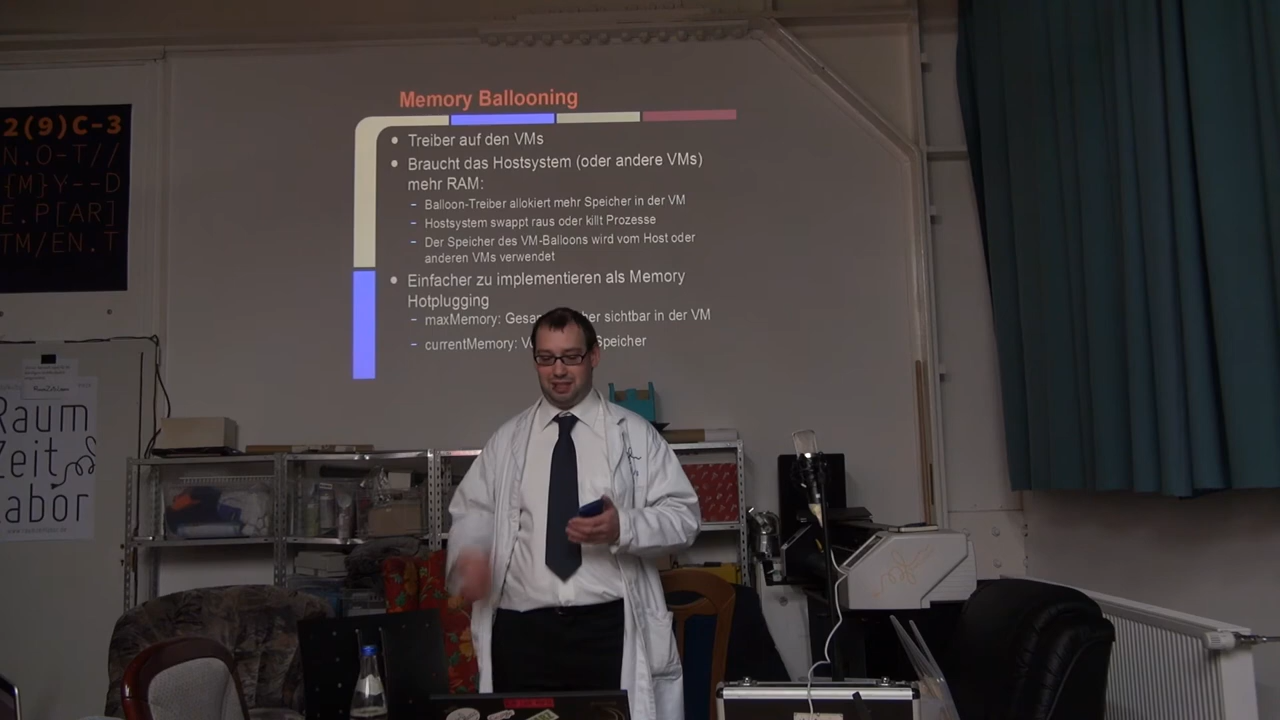 Memory Ballooning
Treiber auf den VMs
Braucht das Hostsystem (oder andere VMs)
mehr RAM:
- Balloon-Treiber allokiert mehr Speicher in der VM
- Hostsystem swappt raus oder killt Prozesse
- Der Speicher des VM-Balloons wird vom Host oder
anderen VMs verwendet
Einfacher zu implementieren als Memory
Hotplugging
- maxMemory: sichtbar in der VM
- currentMemory: Speicher
2(9)C-3
N.O-T//
{M}Y--D
E.P[AR]
TM/EN.T
Raum
Zeit
Labor